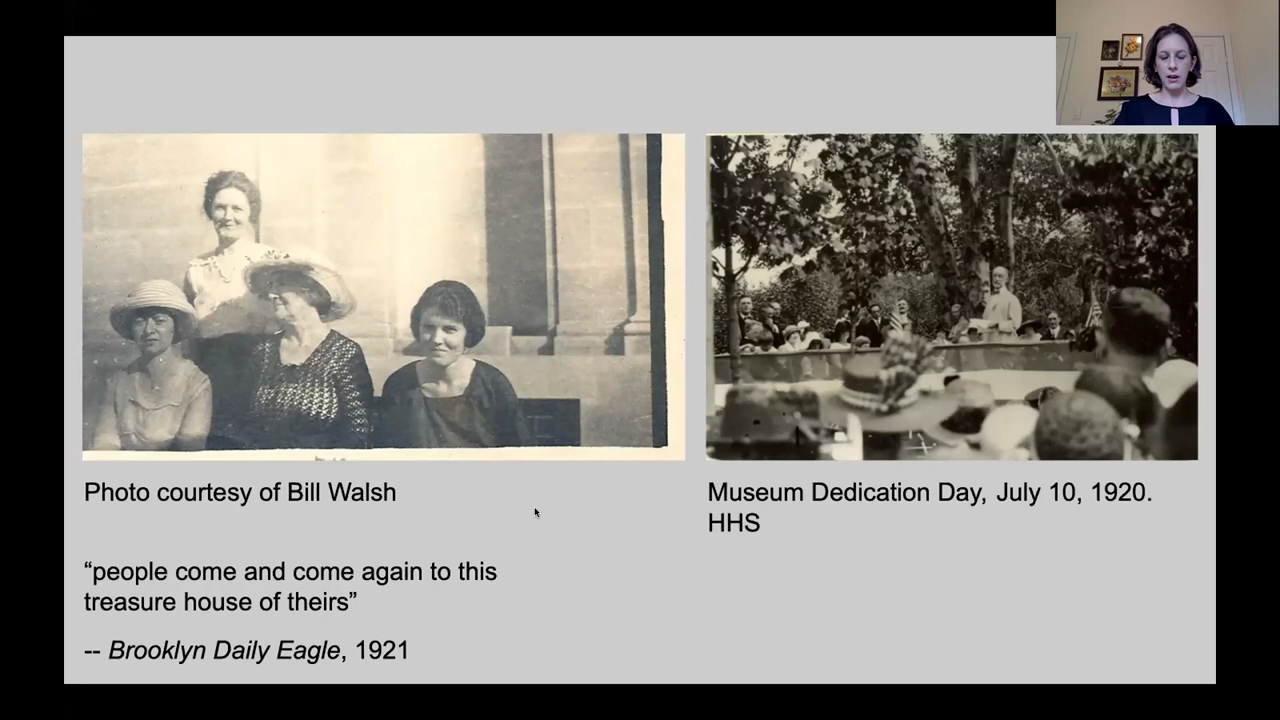 Photo courtesy of Bill Walsh
Museum Dedication Day, July 10, 1920.
HHS
“people come and come again to this
treasure house of theirs”
-- Brooklyn Daily Eagle, 1921